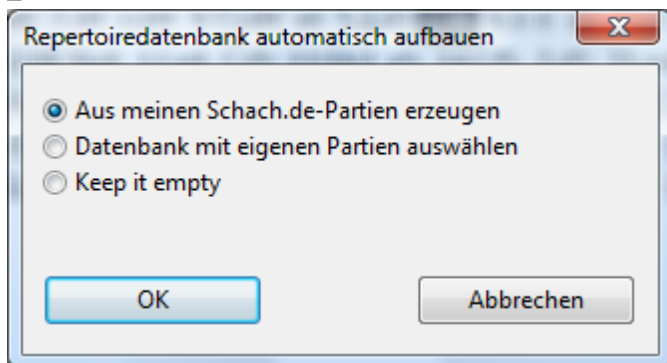 Repertoiredatenbank automatisch aufbauen
Aus meinen Schach.de-Partien erzeugen
Datenbank mit eigenen Partien auswählen
Keep it empty
OK Abbrechen